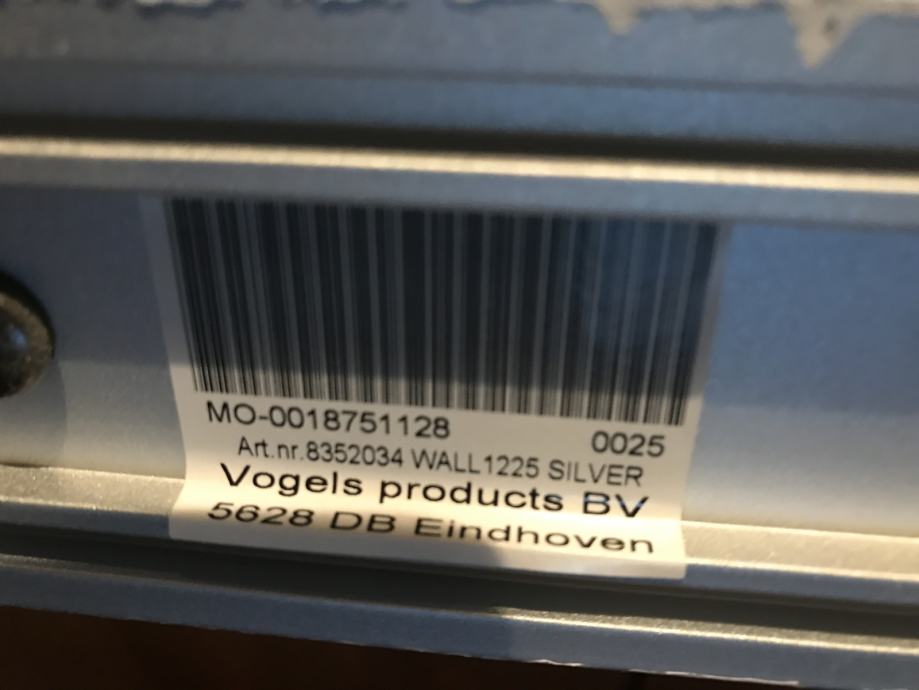 MO-0018751128 0025
Art.nr.8352034 WALL1225 SILVER
Vogels products BV
5628 DB Eindhoven